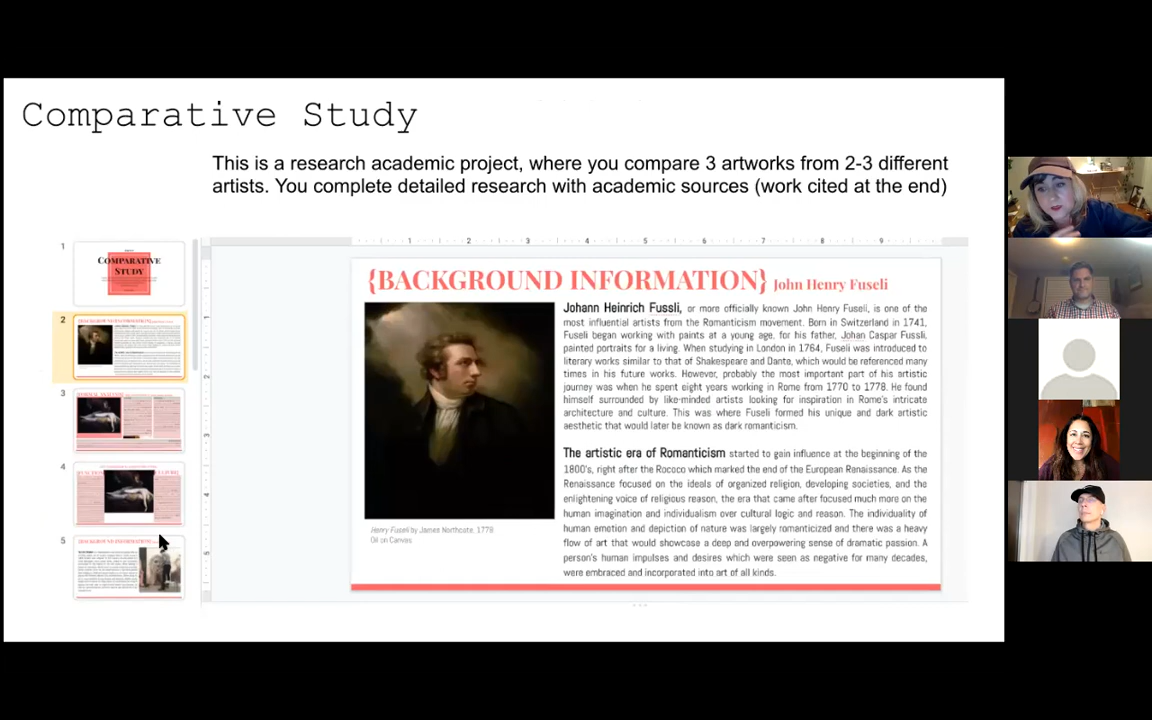 Comparative Study
This is a research academic project, where you compare 3 artworks from 2-3 different
artists. You complete detailed research with academic sources (work cited at the end)
1
COMPARATIVE
STUDY
2
3
4
5
1 2 3 4 5 6 7 8 9
{BACKGROUND INFORMATION} John Henry Fuseli
Johann Heinrich Fussli, or more officially known John Henry Fuseli, is one of the
most influential artists from the Romanticism movement. Born in Switzerland in 1741,
Fuseli began working with paints at a young age, for his father, Johan Caspar Fussli,
painted portraits for a living. When studying in London in 1764, Fuseli was introduced to
literary works similar to that of Shakespeare and Dante, which would be referenced many
times in his future works. However, probably the most important part of his artistic
journey was when he spent eight years working in Rome from 1770 to 1778. He found
himself surrounded by like-minded artists looking for inspiration in Rome's intricate
architecture and culture. This was where Fuseli formed his unique and dark artistic
aesthetic that would later be known as dark romanticism.
The artistic era of Romanticism started to gain influence at the beginning of the
1800's, right after the Rococo which marked the end of the European Renaissance. As the
Renaissance focused on the ideals of organized religion, developing societies, and the
enlightening voice of religious reason, the era that came after focused much more on the
human imagination and individualism over cultural logic and reason. The individuality of
human emotion and depiction of nature was largely romanticized and there was a heavy
flow of art that would showcase a deep and overpowering sense of dramatic passion. A
person's human impulses and desires which were seen as negative for many decades,
were embraced and incorporated into art of all kinds.
Henry Fuseli by James Northcote, 1778
Oil on Canvas.